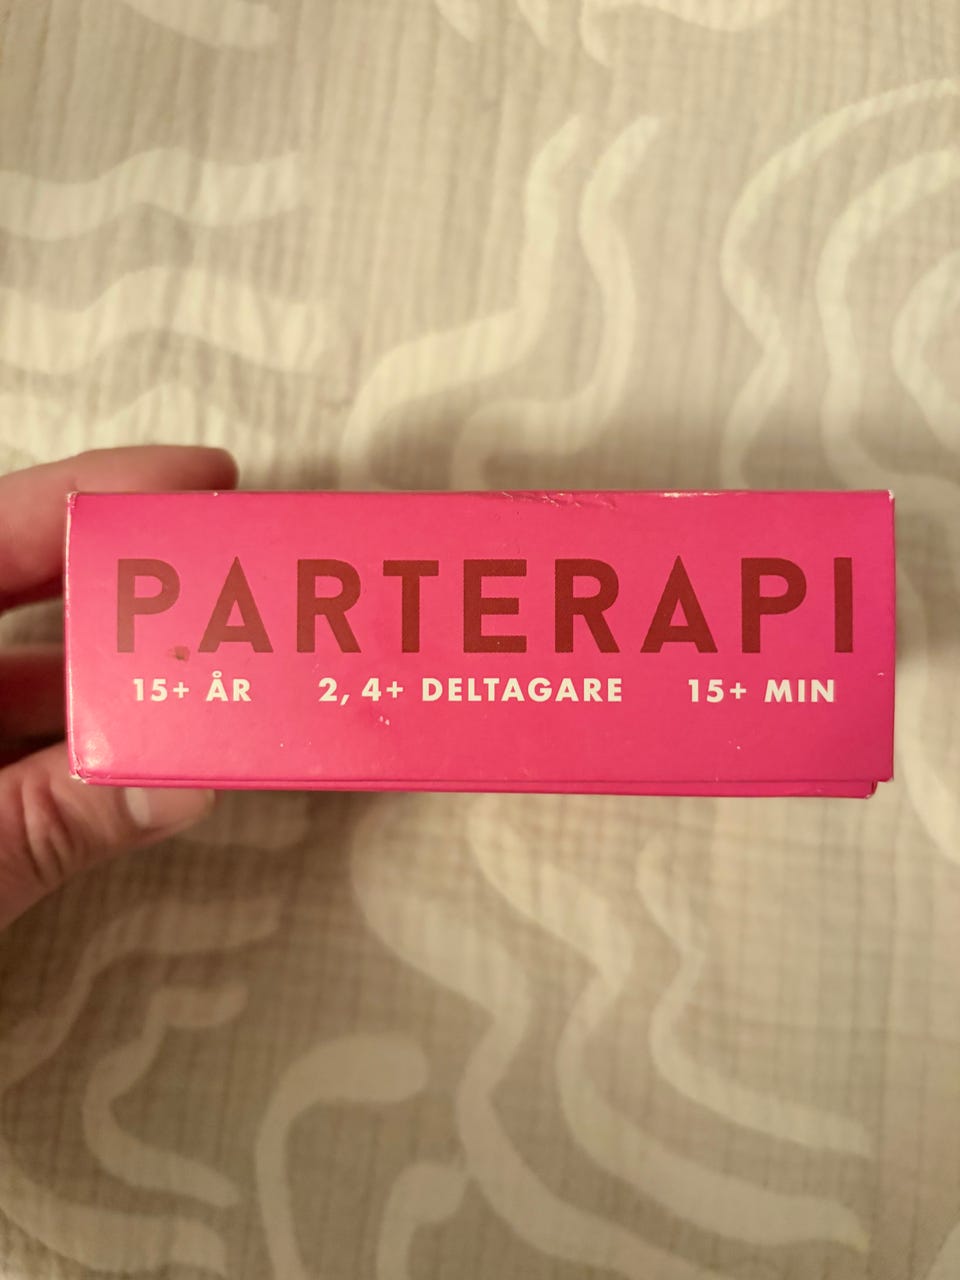 PARTERAPI
15+ ÅR 2, 4+ DELTAGARE 15+ MIN